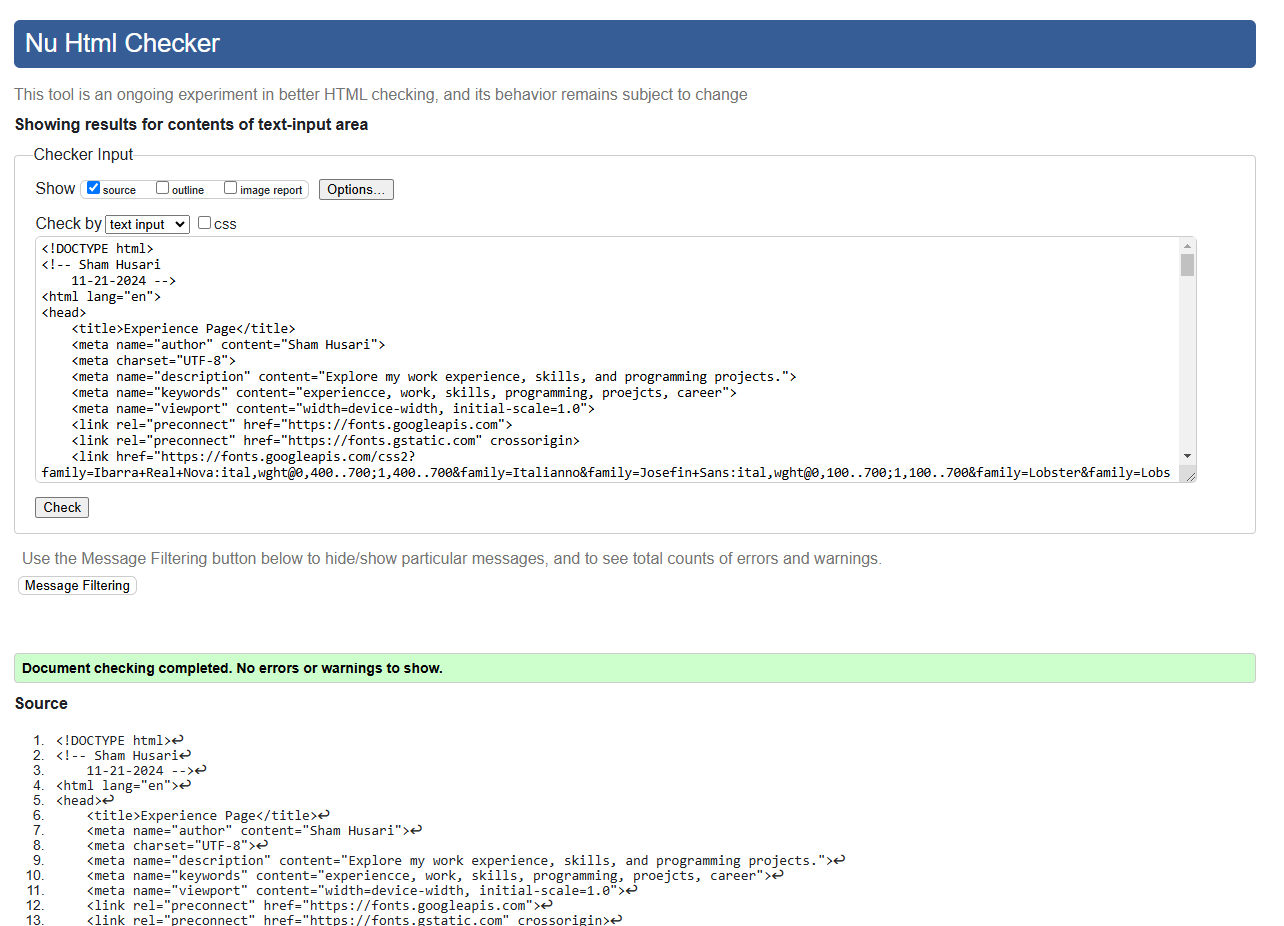 Nu Html Checker
This tool is an ongoing experiment in better HTML checking, and its behavior remains subject to change
Showing results for contents of text-input area
Checker Input
Show source outline image report Options...
Check by text input css
<!DOCTYPE html>
<!-- Sham Husari
    11-21-2024 -->
<html lang="en">
<head>
    <title>Experience Page</title>
    <meta name="author" content="Sham Husari">
    <meta charset="UTF-8">
    <meta name="description" content="Explore my work experience, skills, and programming projects.">
    <meta name="keywords" content="experiencce, work, skills, programming, proejcts, career">
    <meta name="viewport" content="width=device-width, initial-scale=1.0">
    <link rel="preconnect" href="https://fonts.googleapis.com">
    <link rel="preconnect" href="https://fonts.gstatic.com" crossorigin>
    <link href="https://fonts.googleapis.com/css2?
family=Ibarra+Real+Nova:ital,wght@0,400..700;1,400..700&family=Italianno&family=Josefin+Sans:ital,wght@0,100..700;1,100..700&family=Lobster&family=Lobs
Check
Use the Message Filtering button below to hide/show particular messages, and to see total counts of errors and warnings.
Message Filtering
Document checking completed. No errors or warnings to show.
Source
1. <!DOCTYPE html>↩
2. <!-- Sham Husari↩
3.     11-21-2024 -->↩
4. <html lang="en">↩
5. <head>↩
6.     <title>Experience Page</title>↩
7.     <meta name="author" content="Sham Husari">↩
8.     <meta charset="UTF-8">↩
9.     <meta name="description" content="Explore my work experience, skills, and programming projects.">↩
10.     <meta name="keywords" content="experiencce, work, skills, programming, proejcts, career">↩
11.     <meta name="viewport" content="width=device-width, initial-scale=1.0">↩
12.     <link rel="preconnect" href="https://fonts.googleapis.com">↩
13.     <link rel="preconnect" href="https://fonts.gstatic.com" crossorigin>↩